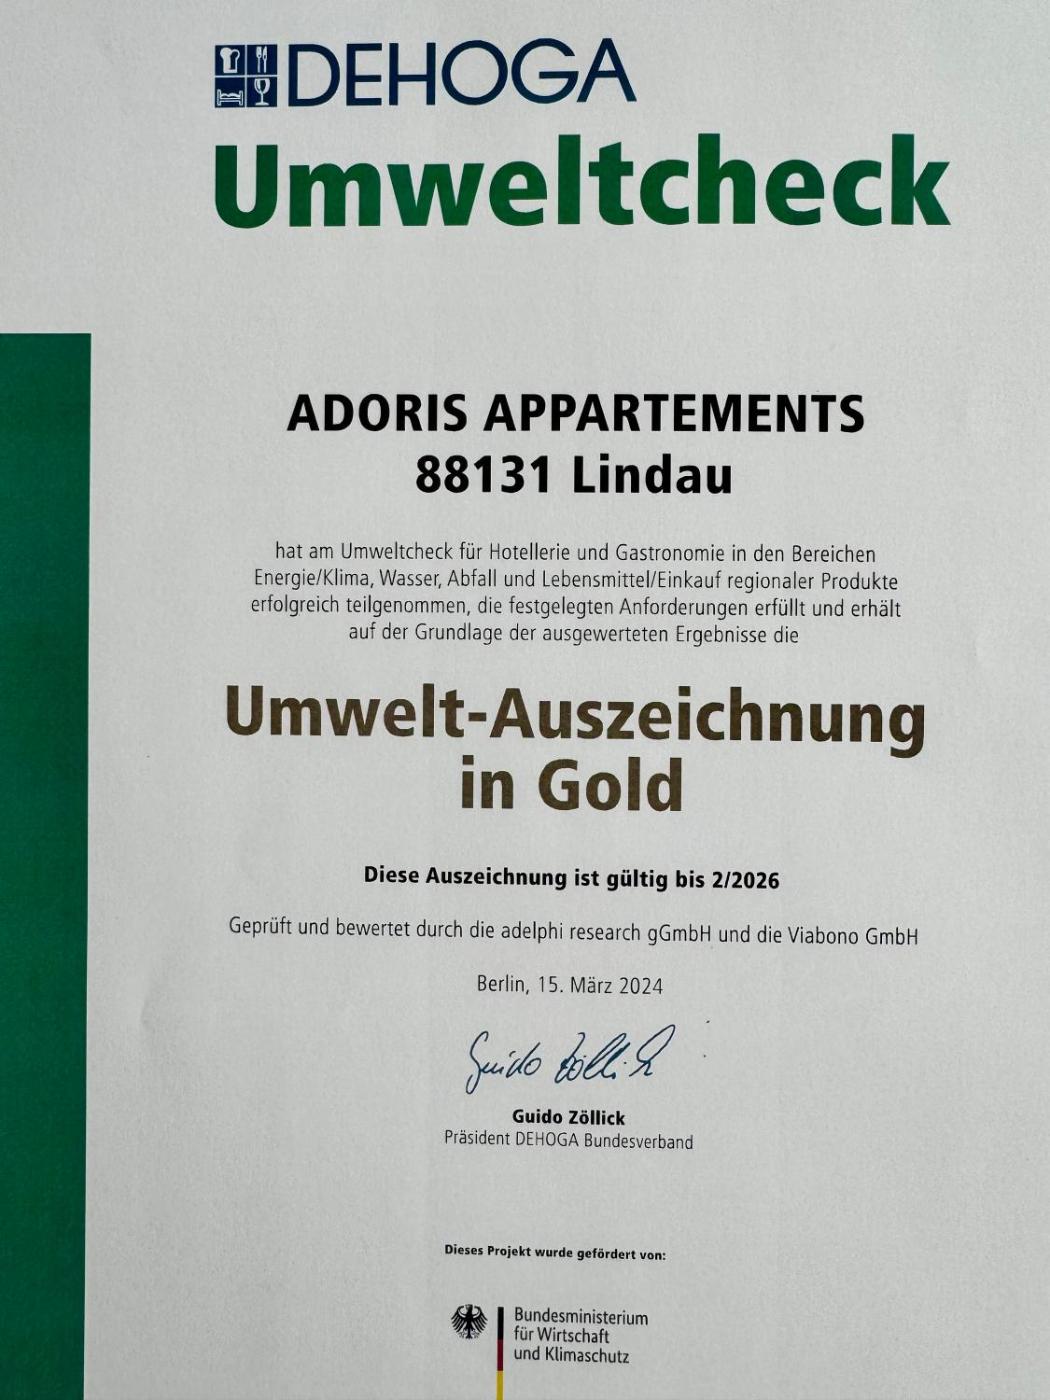 DEHOGA
Umweltcheck
ADORIS APPARTEMENTS
88131 Lindau
hat am Umweltcheck für Hotellerie und Gastronomie in den Bereichen
Energie/Klima, Wasser, Abfall und Lebensmittel/Einkauf regionaler Produkte
erfolgreich teilgenommen, die festgelegten Anforderungen erfüllt und erhält
auf der Grundlage der ausgewerteten Ergebnisse die
Umwelt-Auszeichnung
in Gold
Diese Auszeichnung ist gültig bis 2/2026
Geprüft und bewertet durch die adelphi research gGmbH und die Viabono GmbH
Berlin, 15. März 2024
Guido Zöllick
Guido Zöllick
Präsident DEHOGA Bundesverband
Dieses Projekt wurde gefördert von:
Bundesministerium
für Wirtschaft
und Klimaschutz